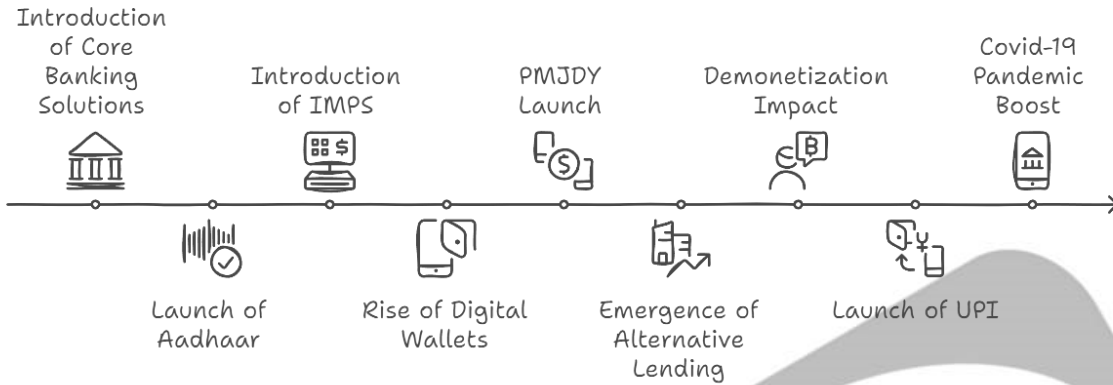 Introduction
of Core
Banking
Solutions
Launch of
Aadhaar
Introduction
of IMPS
Rise of Digital
Wallets
PMJDY
Launch
Emergence of
Alternative
Lending
Demonetization
Impact
Launch of UPI
Covid-19
Pandemic
Boost